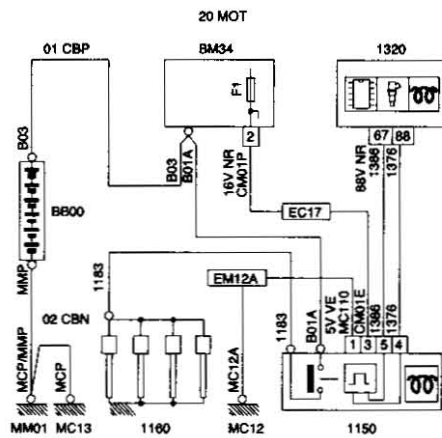 20 MOT
01 CBP
BM34
1320
F1
2
67 88
B03
B03
B01A
16V NR
CM01P
88V NR
1386
1376
BB00
EC17
MMP
1183
EM12A
02 CBN
1183
B01A
5V VE
MC110
CM01E
1386
1376
1 3 5 4
MCP/MMP
MCP
MC12A
MM01 MC13
1160
MC12
1150